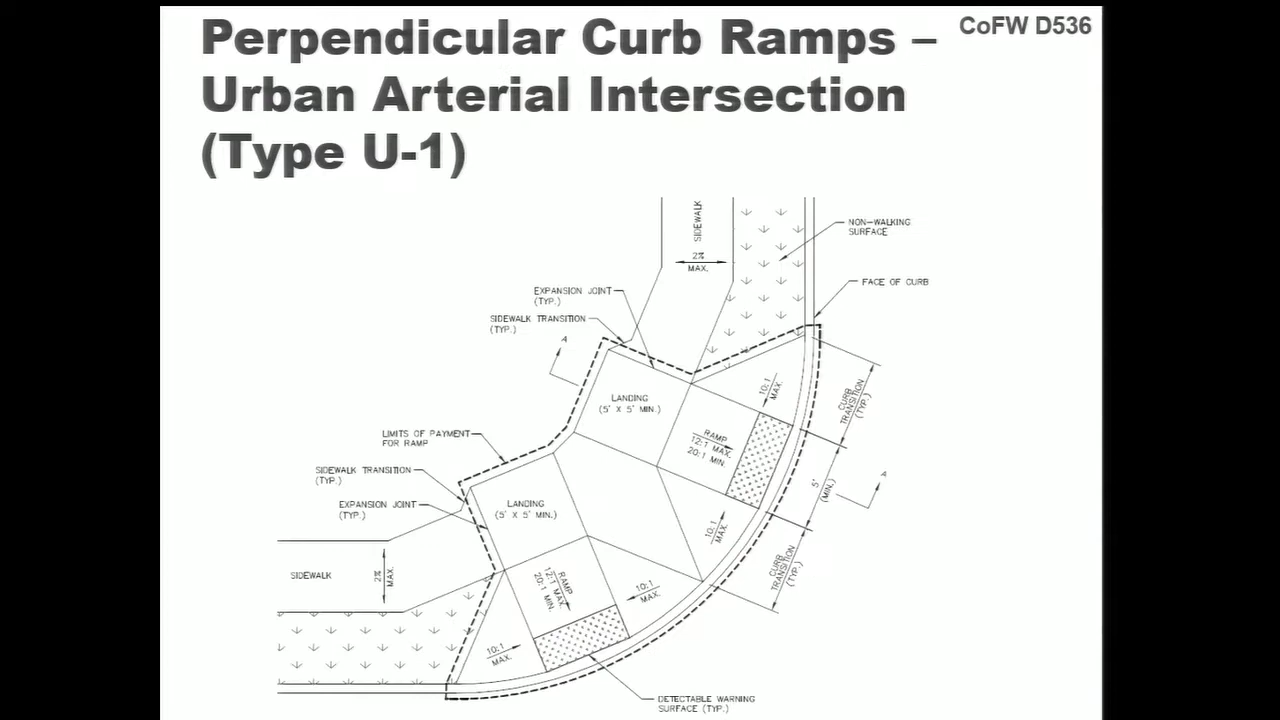 Perpendicular Curb Ramps –
CoFW D536
Urban Arterial Intersection
(Type U-1)
SIDEWALK
2%
MAX.
NON-WALKING
SURFACE
FACE OF CURB
EXPANSION JOINT
(TYP.)
SIDEWALK TRANSITION
(TYP.)
A
LANDING
(5' X 5' MIN.)
10:1
MAX.
CURB
TRANSITION
(TYP.)
LIMITS OF PAYMENT
FOR RAMP
RAMP
12:1 MAX.
20:1 MIN.
SIDEWALK TRANSITION
(TYP.)
A
5'
(MIN.)
EXPANSION JOINT
(TYP.)
LANDING
(5' X 5' MIN.)
10:1
MAX.
CURB
TRANSITION
(TYP.)
SIDEWALK
2%
MAX.
RAMP
12:1 MAX.
20:1 MIN.
10:1
MAX.
10:1
MAX.
DETECTABLE WARNING
SURFACE (TYP.)